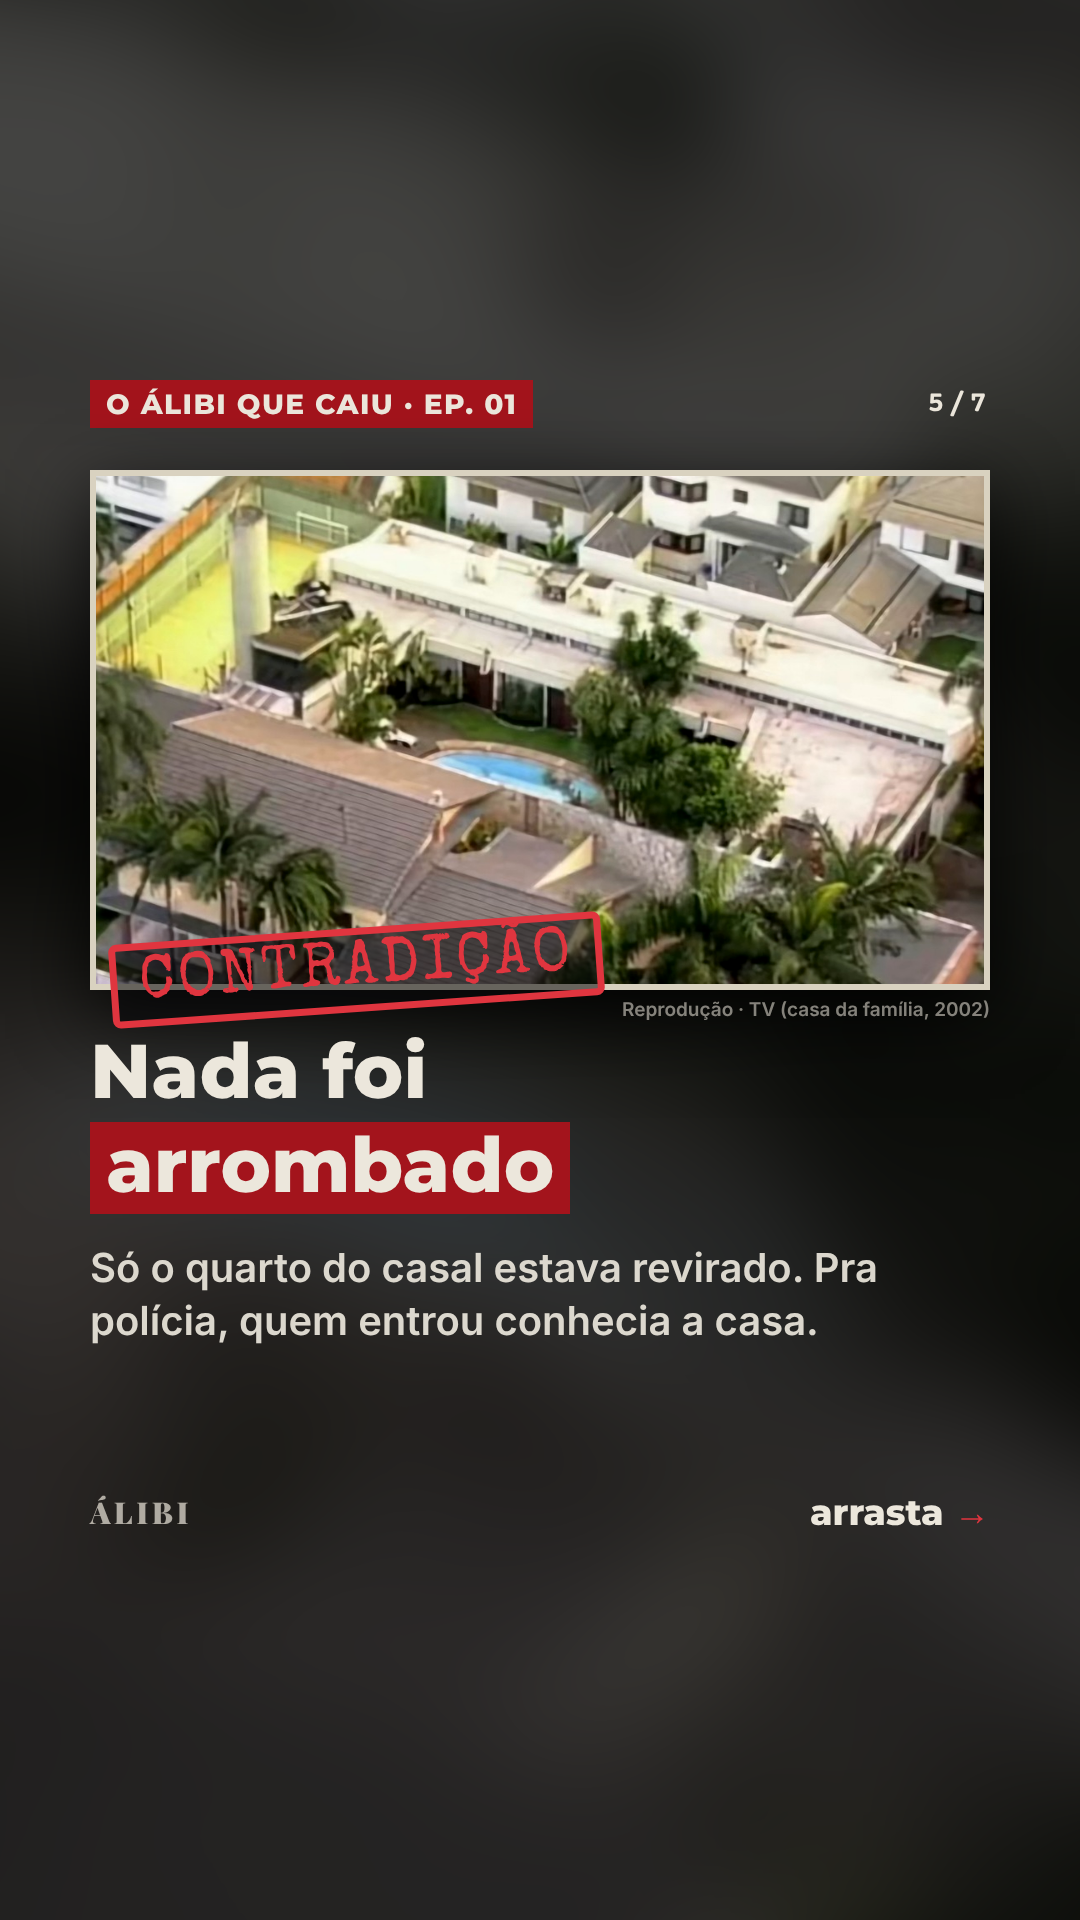 O ÁLIBI QUE CAIU · EP. 01
5 / 7
CONTRADIÇÃO
Reprodução · TV (casa da família, 2002)
Nada foi
arrombado
Só o quarto do casal estava revirado. Pra
polícia, quem entrou conhecia a casa.
ÁLIBI
arrasta →